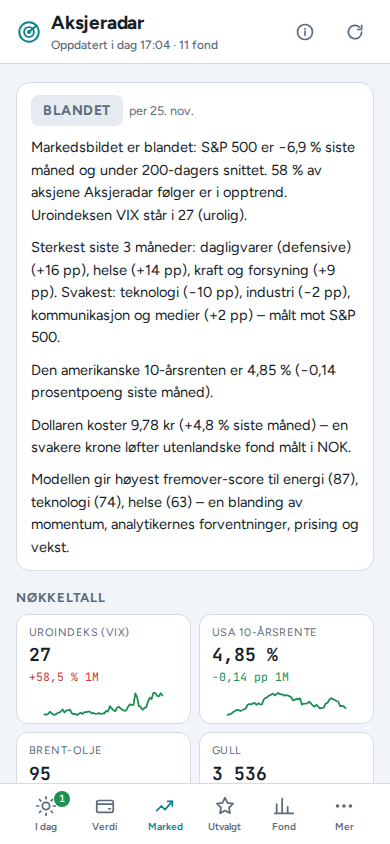 Aksjeradar
Oppdatert i dag 17:04 · 11 fond
BLANDET per 25. nov.
Markedsbildet er blandet: S&P 500 er −6,9 % siste
måned og under 200-dagers snittet. 58 % av
aksjene Aksjeradar følger er i opptrend.
Uroindeksen VIX står i 27 (urolig).
Sterkest siste 3 måneder: dagligvarer (defensive)
(+16 pp), helse (+14 pp), kraft og forsyning (+9
pp). Svakest: teknologi (−10 pp), industri (−2 pp),
kommunikasjon og medier (+2 pp) – målt mot S&P
500.
Den amerikanske 10-årsrenten er 4,85 % (−0,14
prosentpoeng siste måned).
Dollaren koster 9,78 kr (+4,8 % siste måned) – en
svakere krone løfter utenlandske fond målt i NOK.
Modellen gir høyest fremover-score til energi (87),
teknologi (74), helse (63) – en blanding av
momentum, analytikernes forventninger, prising og
vekst.
NØKKELTALL
UROINDEKS (VIX)
27
+58,5 % 1M
USA 10-ÅRSRENTE
4,85 %
-0,14 pp 1M
BRENT-OLJE
95
GULL
3 536
1
I dag
Verdi
Marked
Utvalgt
Fond
Mer